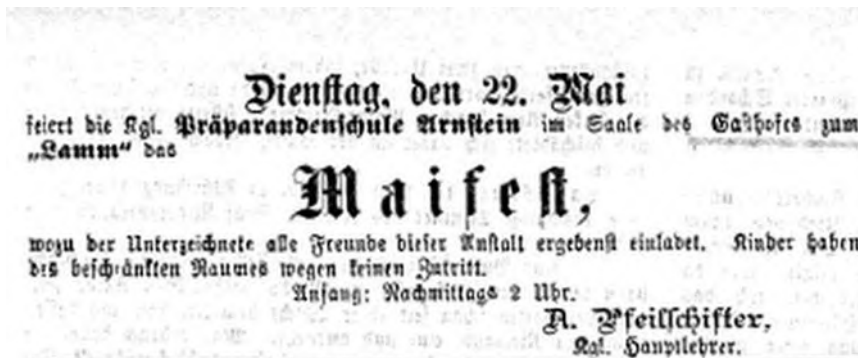 Dienstag, den 22. Mai
feiert die Kgl. Präparandenschule Arnstein im Saale des Gasthofes zum
„Lamm“ das
Maifest,
wozu der Unterzeichnete alle Freunde dieser Anstalt ergebenst einladet. Kinder haben
des beschränkten Raumes wegen keinen Zutritt.
Anfang: Nachmittags 2 Uhr.
A. Pfeilschifter,
Kgl. Hauptlehrer.